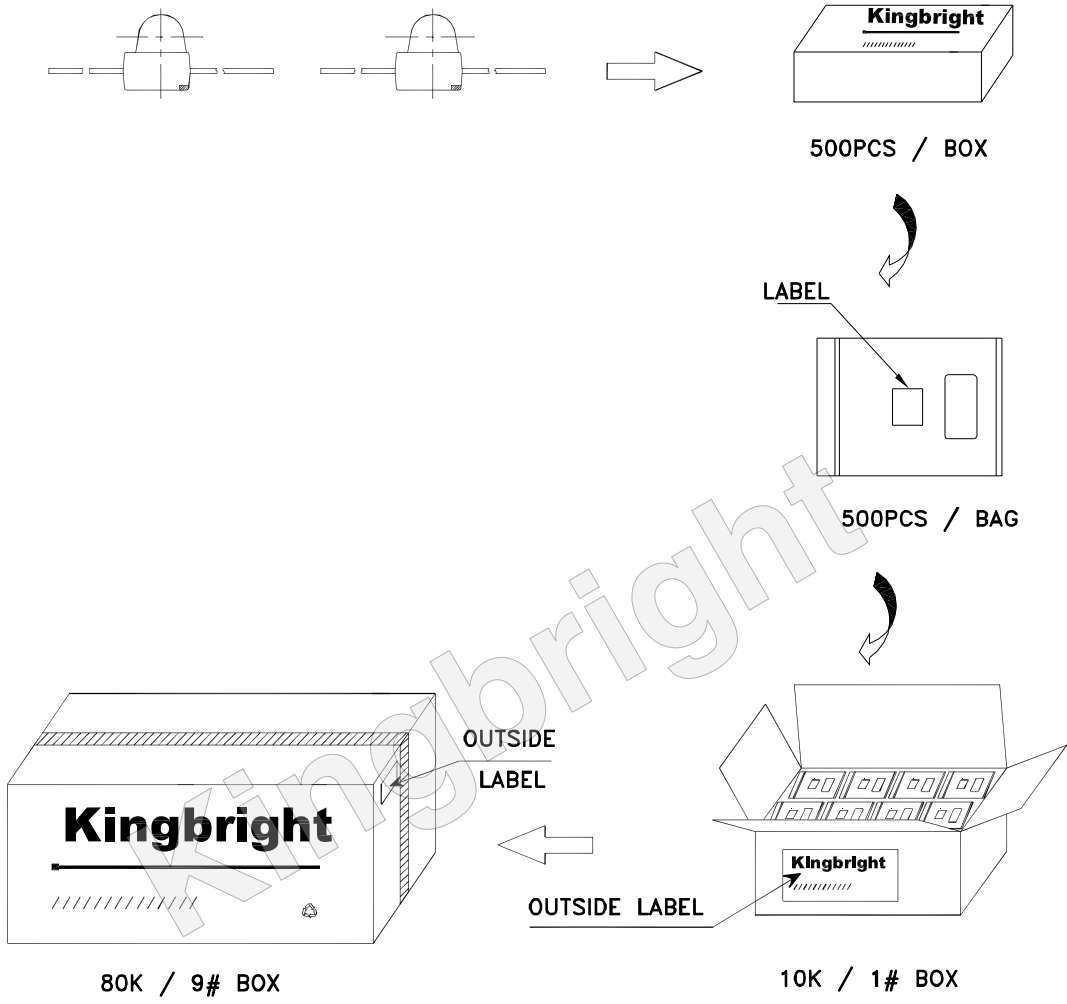 Kingbright
500PCS / BOX
LABEL
500PCS / BAG
Kingbright
OUTSIDE
LABEL
Kingbright
KIngbrIght
OUTSIDE LABEL
80K / 9# BOX
10K / 1# BOX